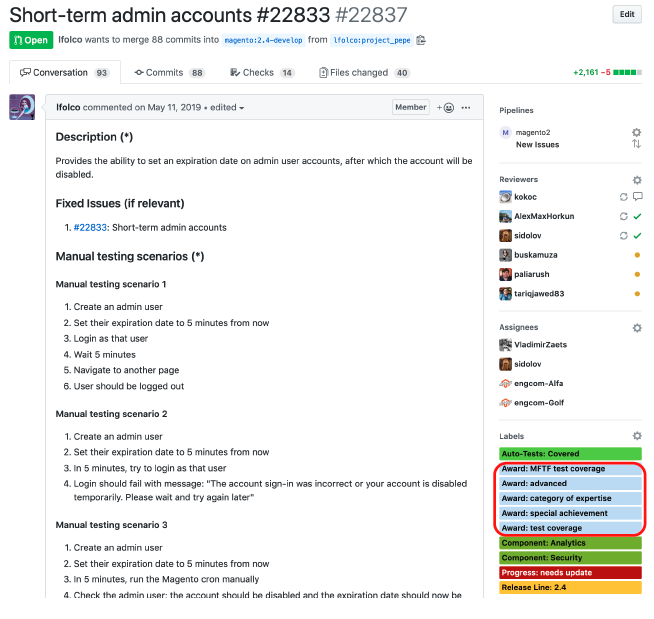 Short-term admin accounts #22833 #22837
Edit
Open lfolco wants to merge 88 commits into magento:2.4-develop from lfolco:project_pepe
Conversation 93 Commits 88 Checks 14 Files changed 40 +2,161 −5
lfolco commented on May 11, 2019 • edited Member
Description (*)
Provides the ability to set an expiration date on admin user accounts, after which the account will be
disabled.
Fixed Issues (if relevant)
1. #22833: Short-term admin accounts
Manual testing scenarios (*)
Manual testing scenario 1
1. Create an admin user
2. Set their expiration date to 5 minutes from now
3. Login as that user
4. Wait 5 minutes
5. Navigate to another page
6. User should be logged out
Manual testing scenario 2
1. Create an admin user
2. Set their expiration date to 5 minutes from now
3. In 5 minutes, try to login as that user
4. Login should fail with message: "The account sign-in was incorrect or your account is disabled
temporarily. Please wait and try again later"
Manual testing scenario 3
1. Create an admin user
2. Set their expiration date to 5 minutes from now
3. In 5 minutes, run the Magento cron manually
4. Check the admin user: the account should be disabled and the expiration date should now be
Pipelines
M magento2
New Issues
Reviewers
kokoc
AlexMaxHorkun
sidolov
buskamuza
paliarush
tariqjawed83
Assignees
VladimirZaets
sidolov
engcom-Alfa
engcom-Golf
Labels
Auto-Tests: Covered
Award: MFTF test coverage
Award: advanced
Award: category of expertise
Award: special achievement
Award: test coverage
Component: Analytics
Component: Security
Progress: needs update
Release Line: 2.4